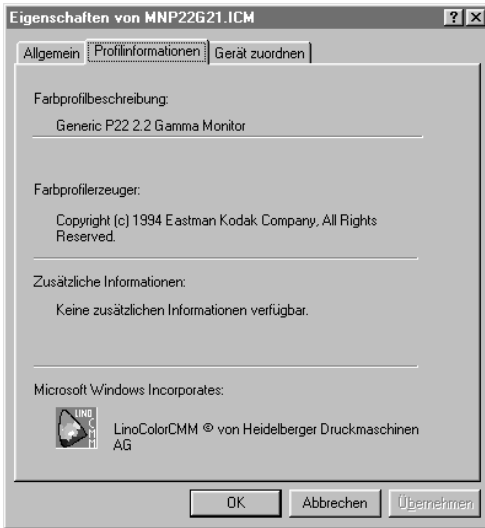 Eigenschaften von MNP22G21.ICM
Allgemein Profilinformationen Gerät zuordnen
Farbprofilbeschreibung:
Generic P22 2.2 Gamma Monitor
Farbprofilerzeuger:
Copyright (c) 1994 Eastman Kodak Company, All Rights
Reserved.
Zusätzliche Informationen:
Keine zusätzlichen Informationen verfügbar.
Microsoft Windows Incorporates:
LINO
CMM
LinoColorCMM © von Heidelberger Druckmaschinen
AG
OK Abbrechen Übernehmen